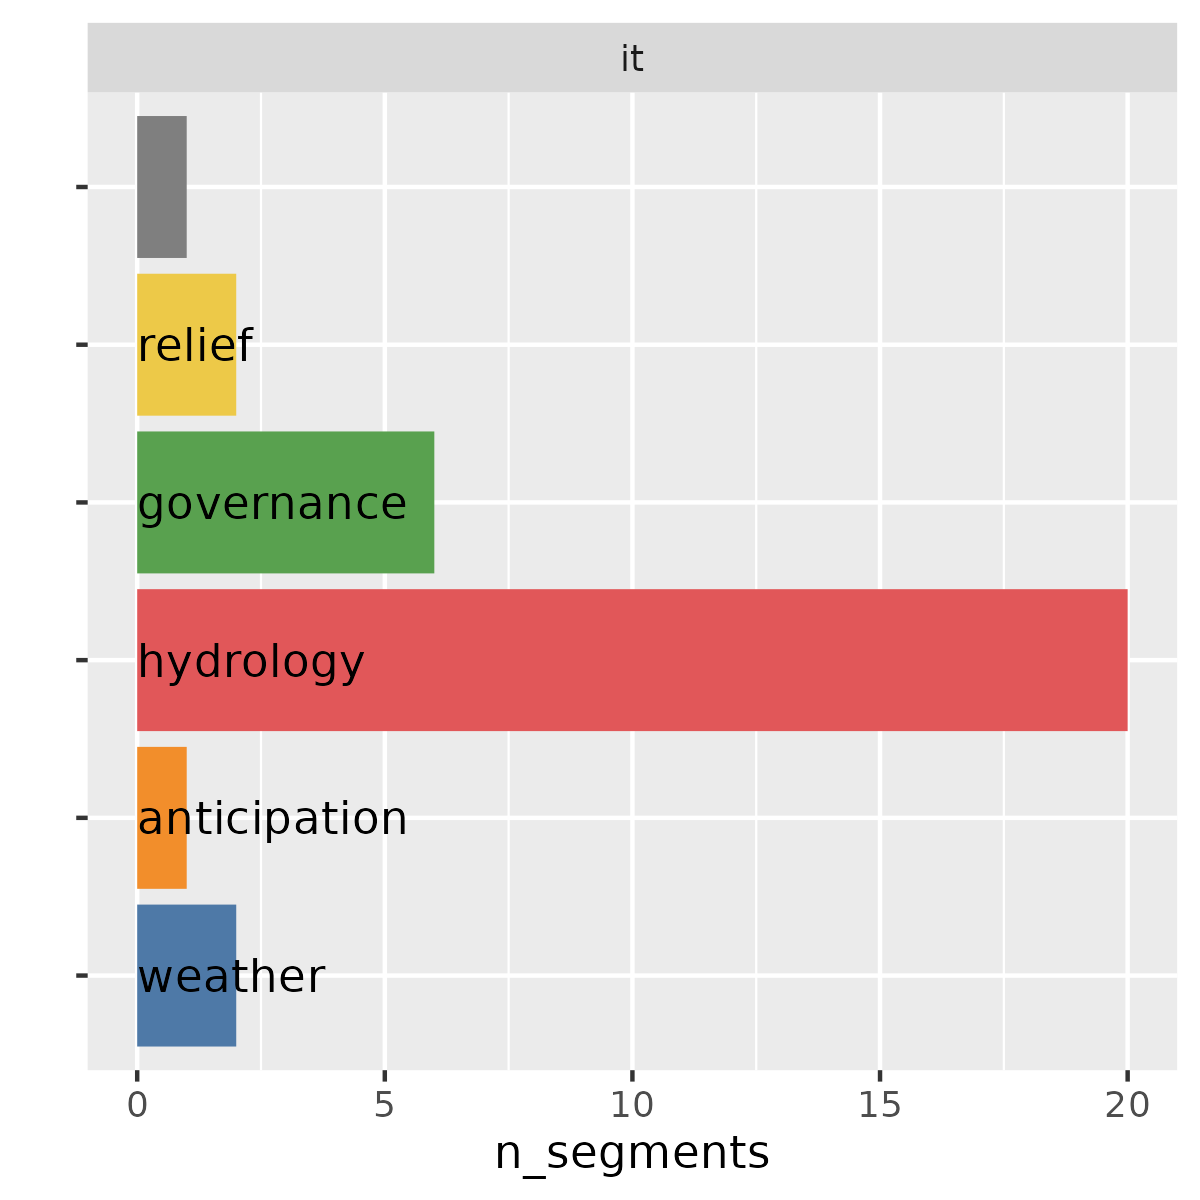 it
relief
governance
hydrology
anticipation
weather
0 5 10 15 20
n_segments